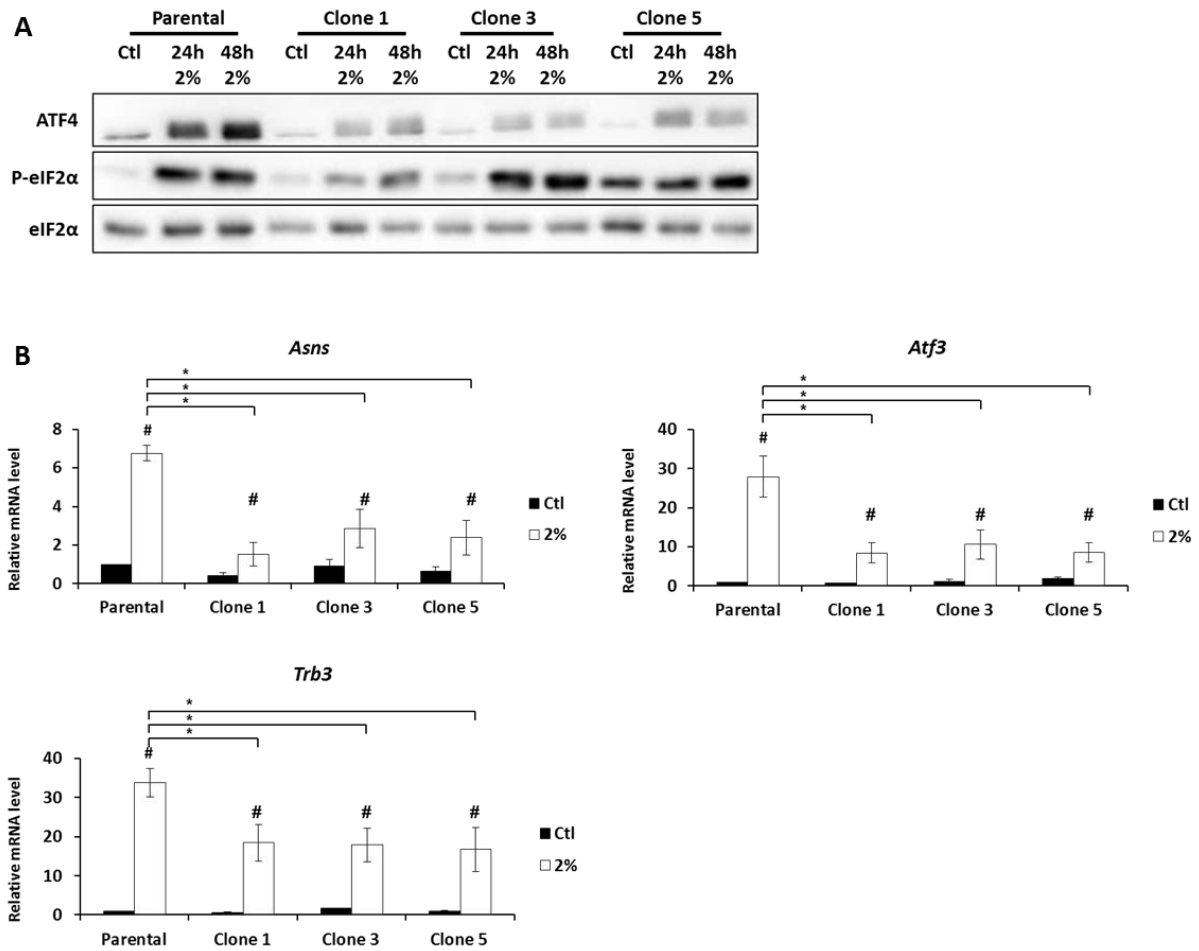 A
Parental Clone 1 Clone 3 Clone 5
Ctl 24h 48h Ctl 24h 48h Ctl 24h 48h Ctl 24h 48h
2% 2% 2% 2% 2% 2% 2% 2%
ATF4
P-eIF2α
eIF2α
B
Asns
*
*
*
Relative mRNA level
8
6
4
2
0
#
#
#
#
Ctl
2%
Parental Clone 1 Clone 3 Clone 5
Atf3
*
*
*
Relative mRNA level
40
30
20
10
0
#
#
#
#
Ctl
2%
Parental Clone 1 Clone 3 Clone 5
Trb3
*
*
*
Relative mRNA level
40
30
20
10
0
#
#
#
#
Ctl
2%
Parental Clone 1 Clone 3 Clone 5